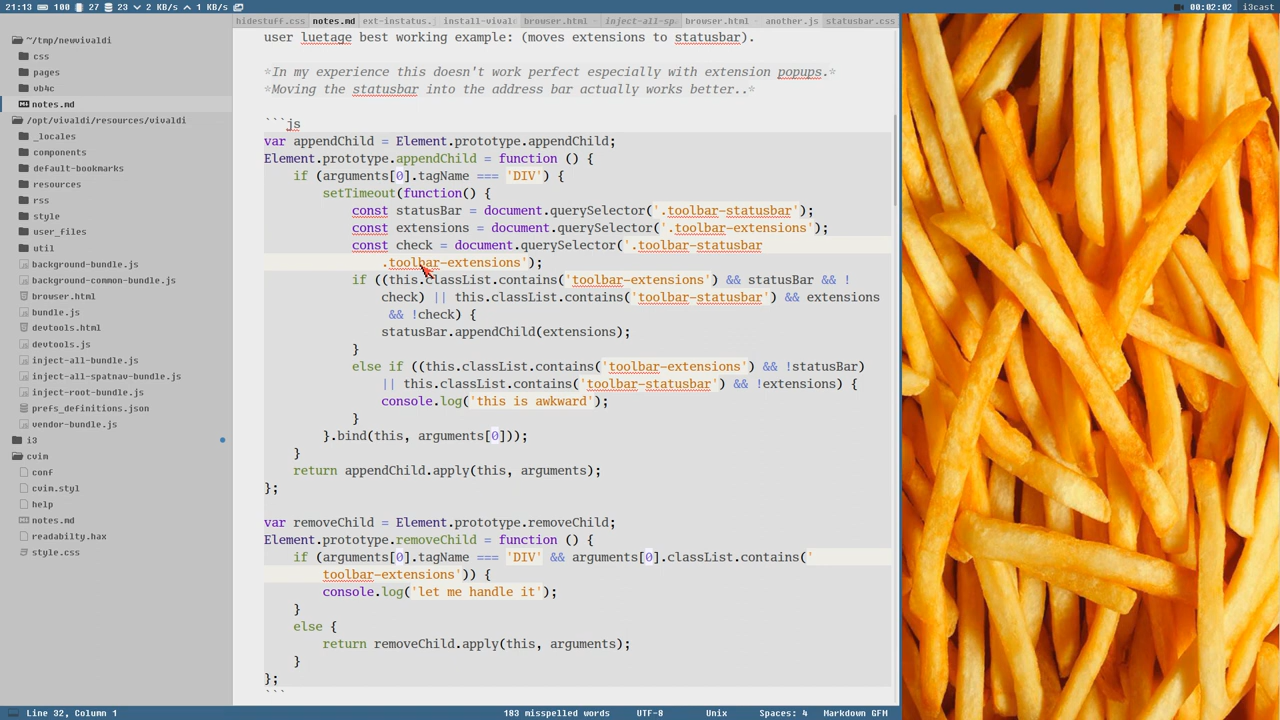 21:13 100 27 23 2 KB/s 1 KB/s
00:02:02 i3cast
hidestuff.css notes.md ext-instatus. install-vival browser.html inject-all-sp. browser.html another.js statusbar.css
~/tmp/newvivaldi
css
pages
vb4c
notes.md
/opt/vivaldi/resources/vivaldi
_locales
components
default-bookmarks
resources
rss
style
user_files
util
background-bundle.js
background-common-bundle.js
browser.html
bundle.js
devtools.html
devtools.js
inject-all-bundle.js
inject-all-spatnav-bundle.js
inject-root-bundle.js
prefs_definitions.json
vendor-bundle.js
i3
cvim
conf
cvim.styl
help
notes.md
readabilty.hax
style.css
user luetage best working example: (moves extensions to statusbar).
☆In my experience this doesn't work perfect especially with extension popups.☆
☆Moving the statusbar into the address bar actually works better..☆
```js
var appendChild = Element.prototype.appendChild;
Element.prototype.appendChild = function () {
if (arguments[0].tagName === 'DIV') {
setTimeout(function() {
const statusBar = document.querySelector('.toolbar-statusbar');
const extensions = document.querySelector('.toolbar-extensions');
const check = document.querySelector('.toolbar-statusbar
.toolbar-extensions');
if ((this.classList.contains('toolbar-extensions') && statusBar && !
check) || this.classList.contains('toolbar-statusbar') && extensions
&& !check) {
statusBar.appendChild(extensions);
}
else if ((this.classList.contains('toolbar-extensions') && !statusBar)
|| this.classList.contains('toolbar-statusbar') && !extensions) {
console.log('this is awkward');
}
}.bind(this, arguments[0]));
}
return appendChild.apply(this, arguments);
};
var removeChild = Element.prototype.removeChild;
Element.prototype.removeChild = function () {
if (arguments[0].tagName === 'DIV' && arguments[0].classList.contains('
toolbar-extensions')) {
console.log('let me handle it');
}
else {
return removeChild.apply(this, arguments);
}
};
```
Line 32, Column 1
183 misspelled words UTF-8 Unix Spaces: 4 Markdown GFM